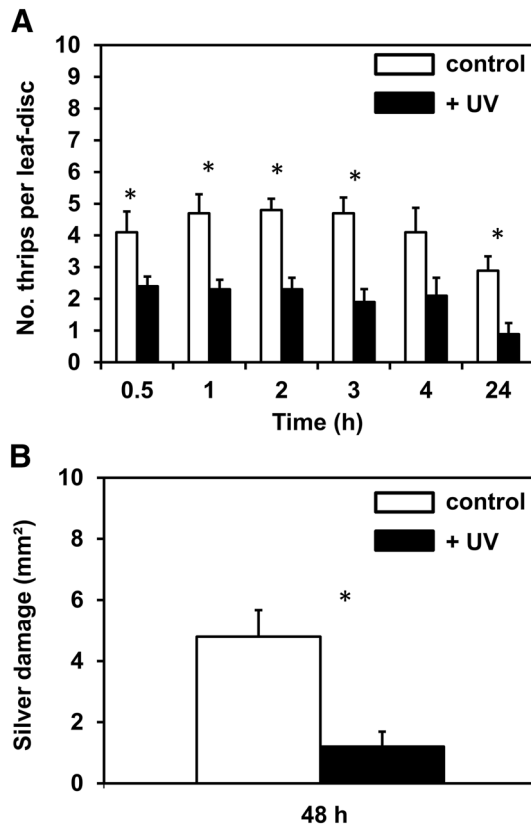 A
10
9
8
7
6
5
4
3
2
1
0
No. thrips per leaf-disc
control
+ UV
*
*
*
*
*
0.5 1 2 3 4 24
Time (h)
B
10
8
6
4
2
0
Silver damage (mm²)
control
+ UV
*
48 h